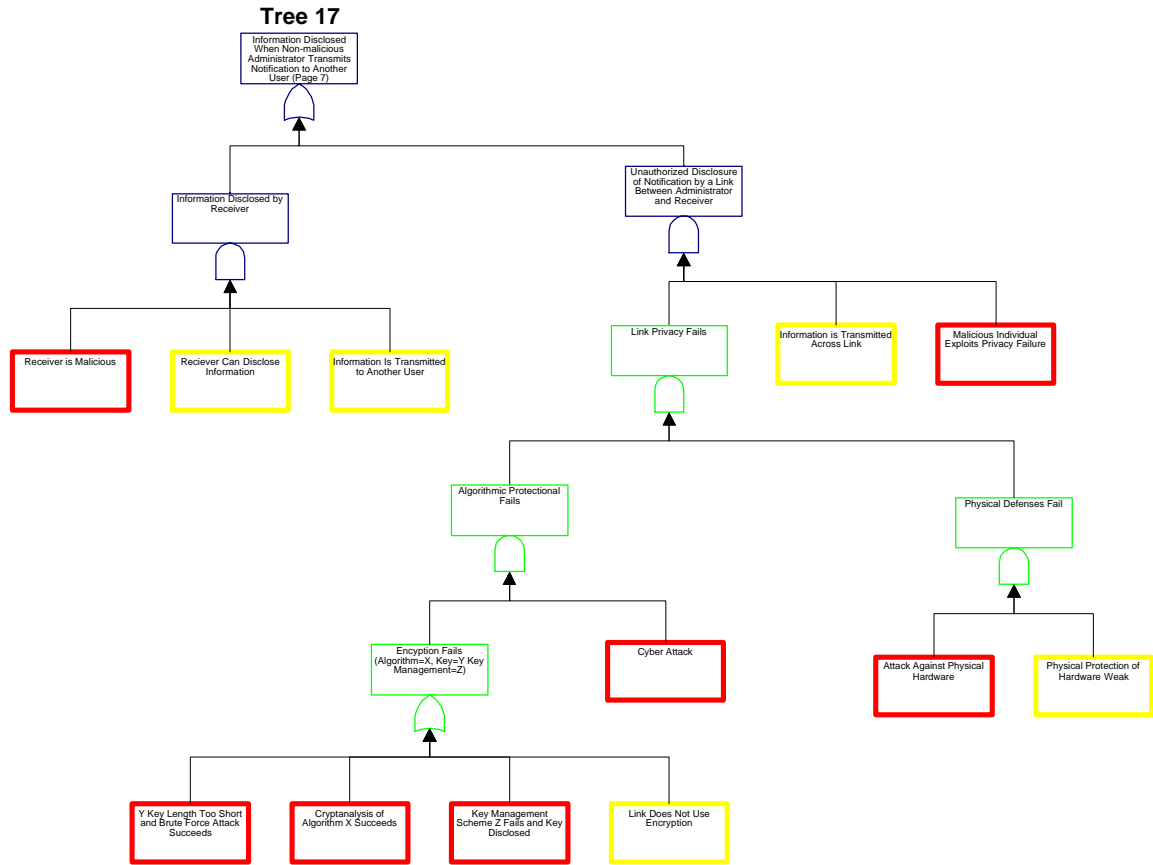 Tree 17
Information Disclosed
When Non-malicious
Administrator Transmits
Notification to Another
User (Page 7)
Information Disclosed by
Receiver
Unauthorized Disclosure
of Notification by a Link
Between Administrator
and Receiver
Receiver is Malicious
Reciever Can Disclose
Information
Information Is Transmitted
to Another User
Link Privacy Fails
Information is Transmitted
Across Link
Malicious Individual
Exploits Privacy Failure
Algorithmic Protectional
Fails
Physical Defenses Fail
Encyption Fails
(Algorithm=X, Key=Y Key
Management=Z)
Cyber Attack
Attack Against Physical
Hardware
Physical Protection of
Hardware Weak
Y Key Length Too Short
and Brute Force Attack
Succeeds
Cryptanalysis of
Algorithm X Succeeds
Key Management
Scheme Z Fails and Key
Disclosed
Link Does Not Use
Encryption